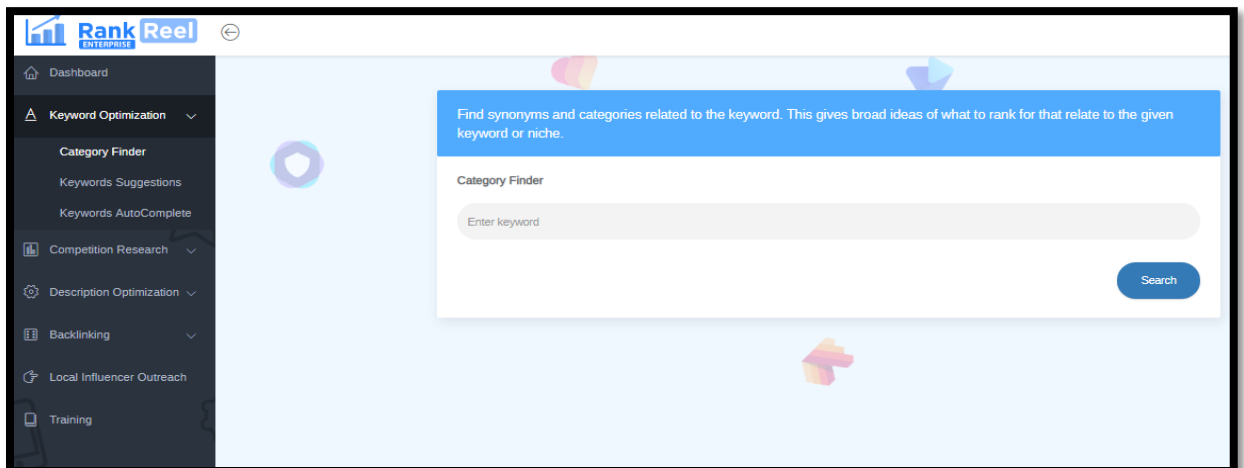 Rank Reel
ENTERPRISE
Dashboard
Keyword Optimization
Category Finder
Keywords Suggestions
Keywords AutoComplete
Competition Research
Description Optimization
Backlinking
Local Influencer Outreach
Training
Find synonyms and categories related to the keyword. This gives broad ideas of what to rank for that relate to the given
keyword or niche.
Category Finder
Enter keyword
Search